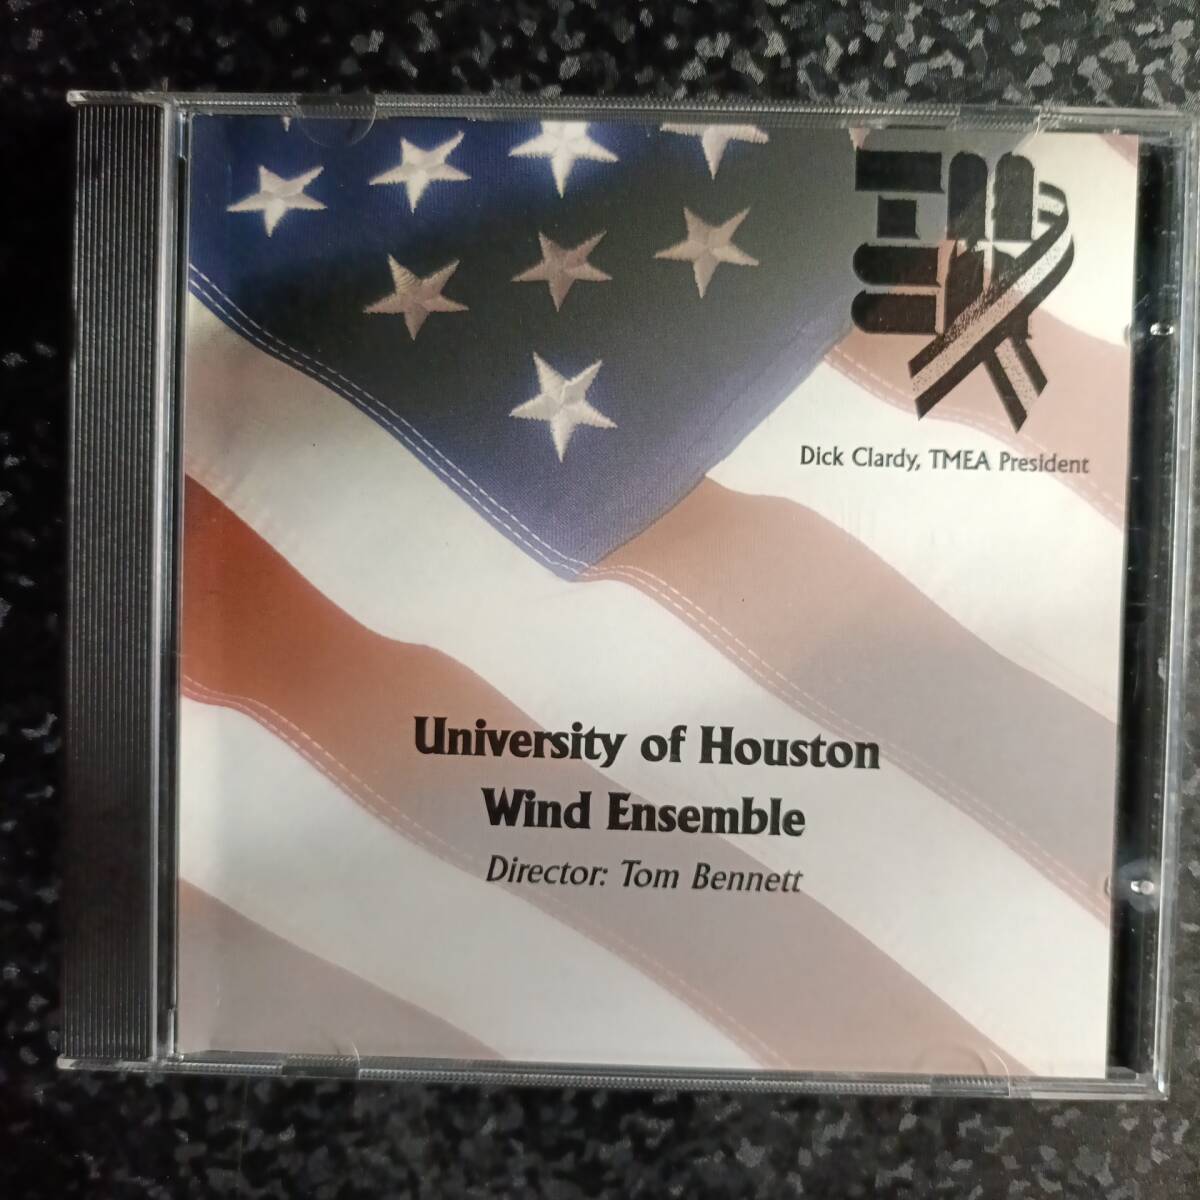 Dick Clardy, TMEA President
University of Houston
Wind Ensemble
Director: Tom Bennett